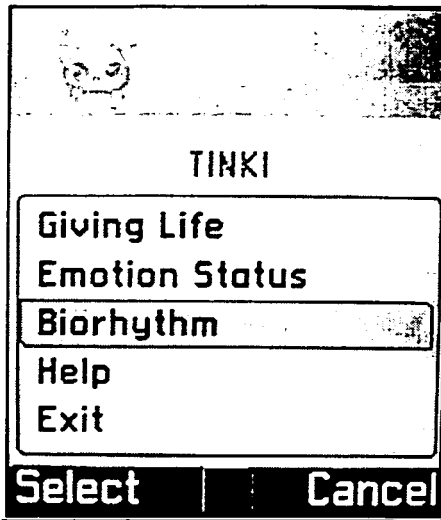 TINKI
Giving Life
Emotion Status
Biorhythm
Help
Exit
Select Cancel